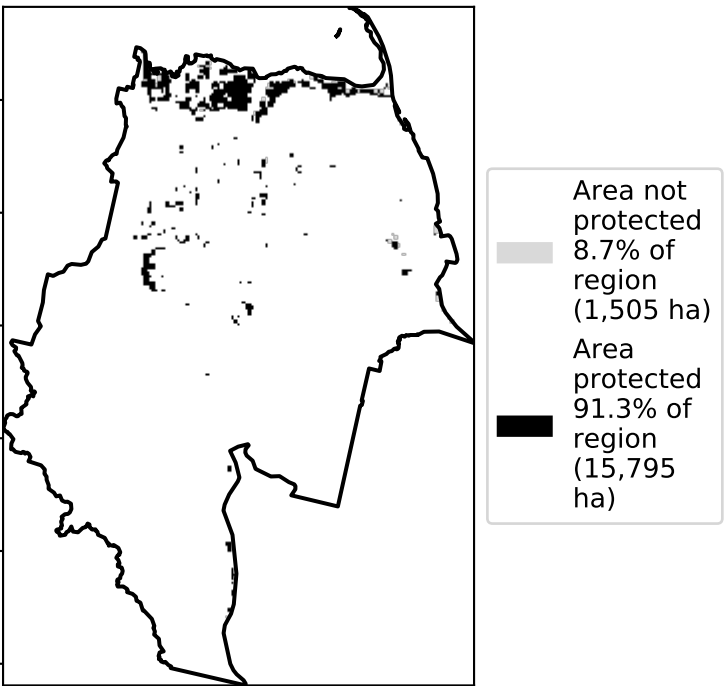 Area not
protected
8.7% of
region
(1,505 ha)
Area
protected
91.3% of
region
(15,795
ha)